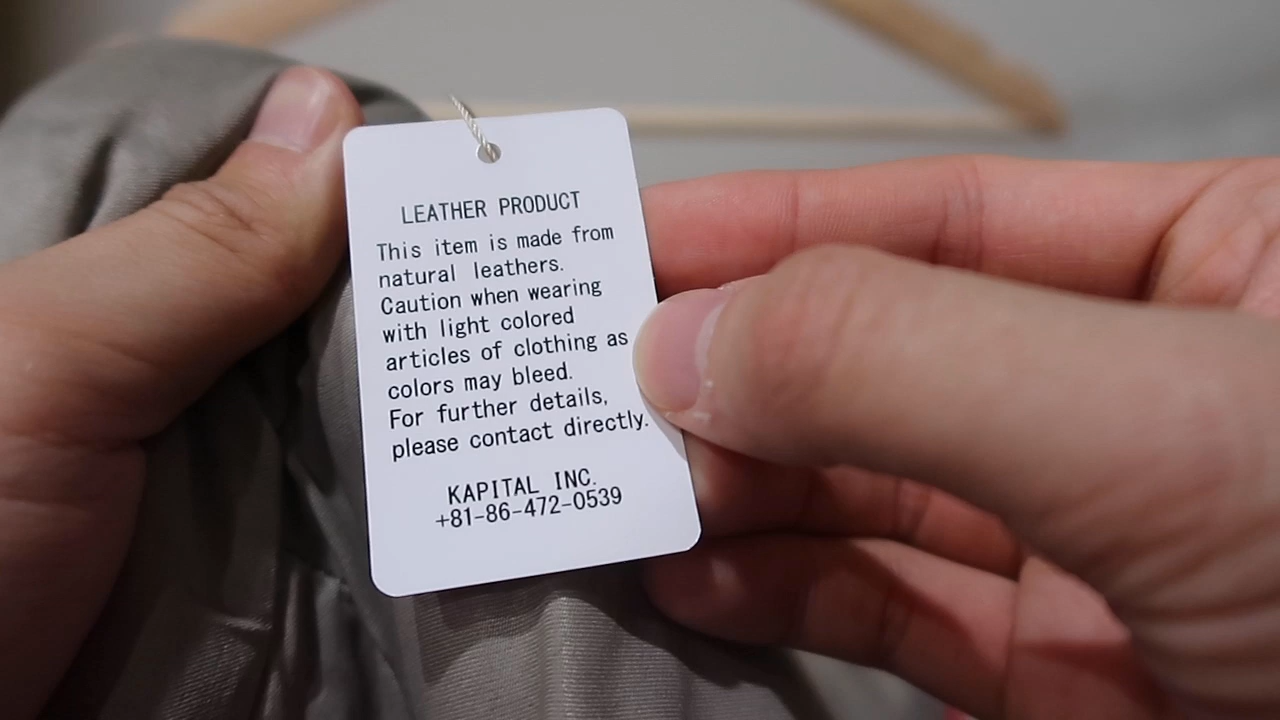 LEATHER PRODUCT
This item is made from
natural leathers.
Caution when wearing
with light colored
articles of clothing as
colors may bleed.
For further details,
please contact directly.
KAPITAL INC.
+81-86-472-0539